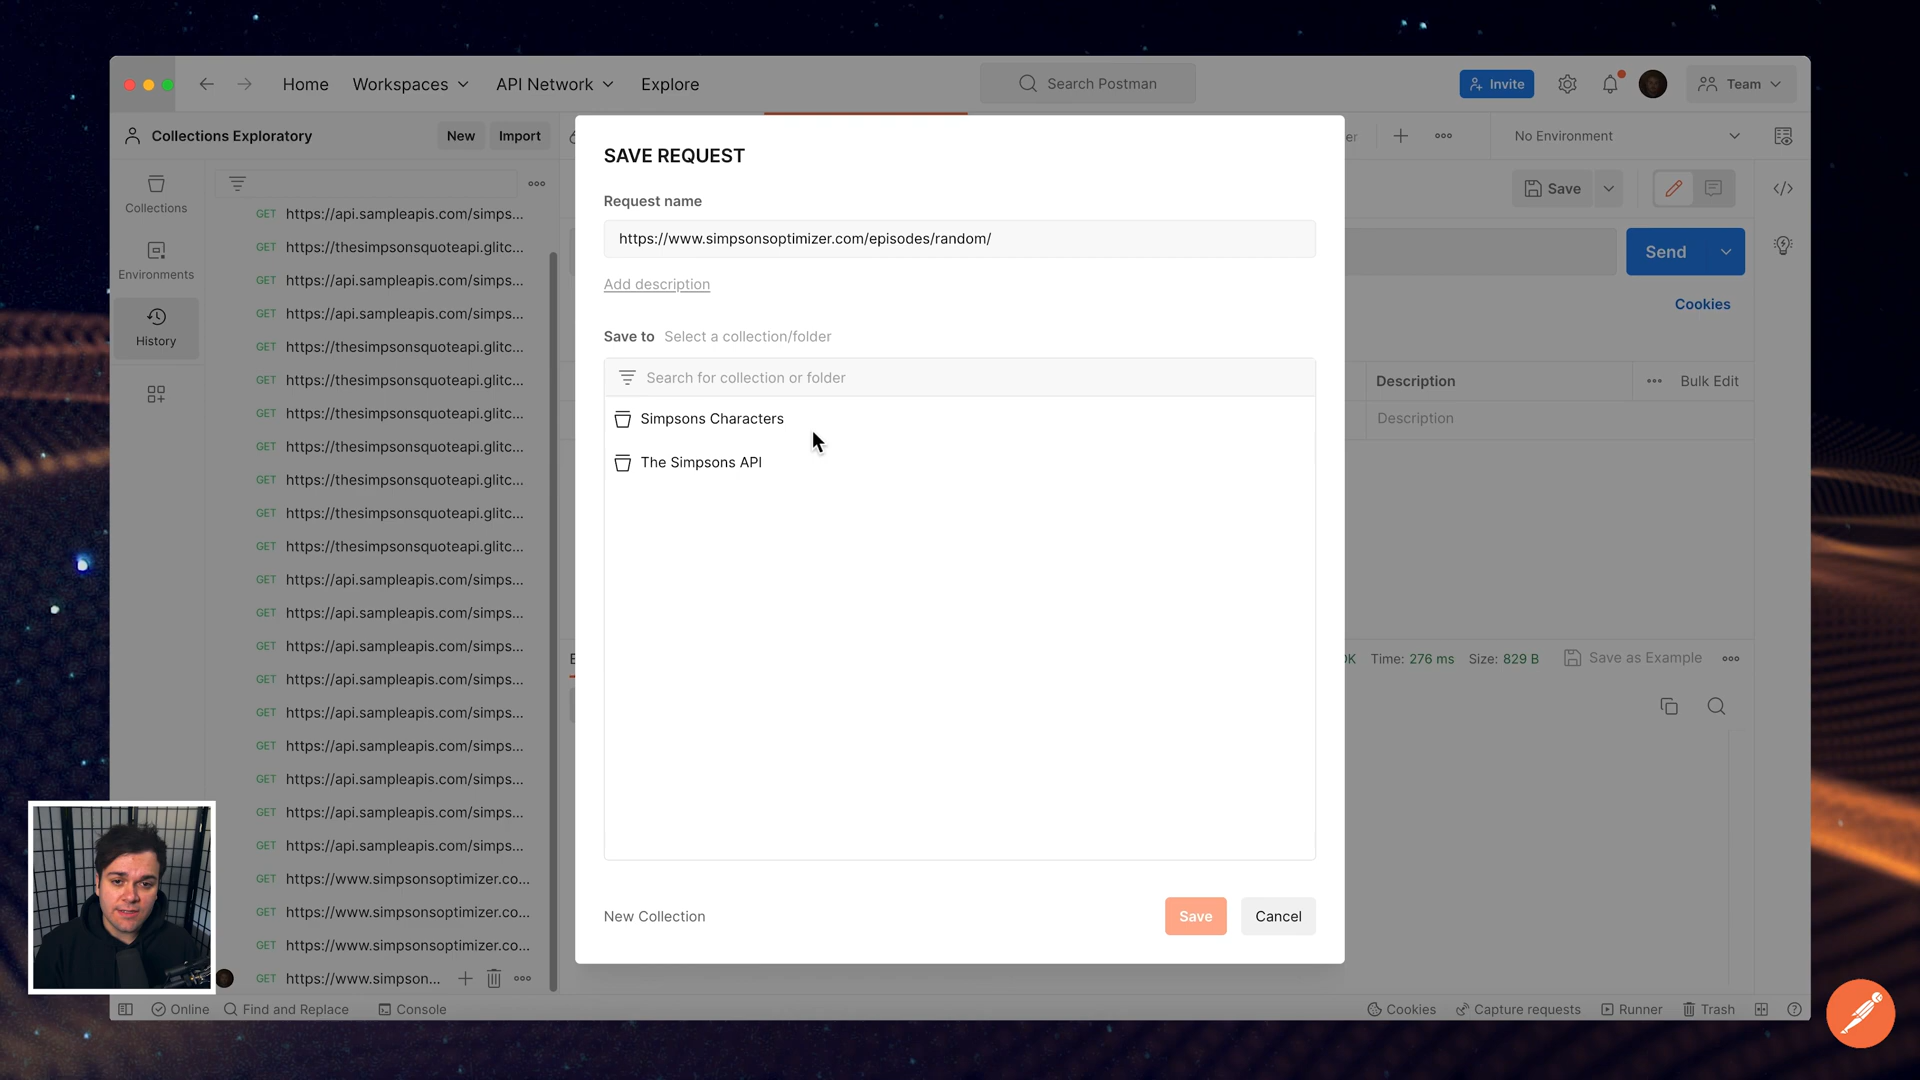 Home
Workspaces
API Network
Explore
Search Postman
Invite
Team
Collections Exploratory
New
Import
No Environment
Collections
Environments
History
GET https://api.sampleapis.com/simps...
GET https://thesimpsonsquoteapi.glitc...
GET https://api.sampleapis.com/simps...
GET https://api.sampleapis.com/simps...
GET https://thesimpsonsquoteapi.glitc...
GET https://thesimpsonsquoteapi.glitc...
GET https://thesimpsonsquoteapi.glitc...
GET https://thesimpsonsquoteapi.glitc...
GET https://thesimpsonsquoteapi.glitc...
GET https://thesimpsonsquoteapi.glitc...
GET https://thesimpsonsquoteapi.glitc...
GET https://api.sampleapis.com/simps...
GET https://api.sampleapis.com/simps...
GET https://api.sampleapis.com/simps...
GET https://api.sampleapis.com/simps...
GET https://api.sampleapis.com/simps...
GET https://api.sampleapis.com/simps...
GET https://api.sampleapis.com/simps...
GET https://api.sampleapis.com/simps...
GET https://api.sampleapis.com/simps...
GET https://www.simpsonsoptimizer.co...
GET https://www.simpsonsoptimizer.co...
GET https://www.simpsonsoptimizer.co...
GET https://www.simpson...
SAVE REQUEST
Request name
https://www.simpsonsoptimizer.com/episodes/random/
Add description
Save to Select a collection/folder
Search for collection or folder
Simpsons Characters
The Simpsons API
New Collection
Save
Cancel
Save
Send
Cookies
Description
Bulk Edit
Description
Time: 276 ms
Size: 829 B
Save as Example
Online
Find and Replace
Console
Cookies
Capture requests
Runner
Trash